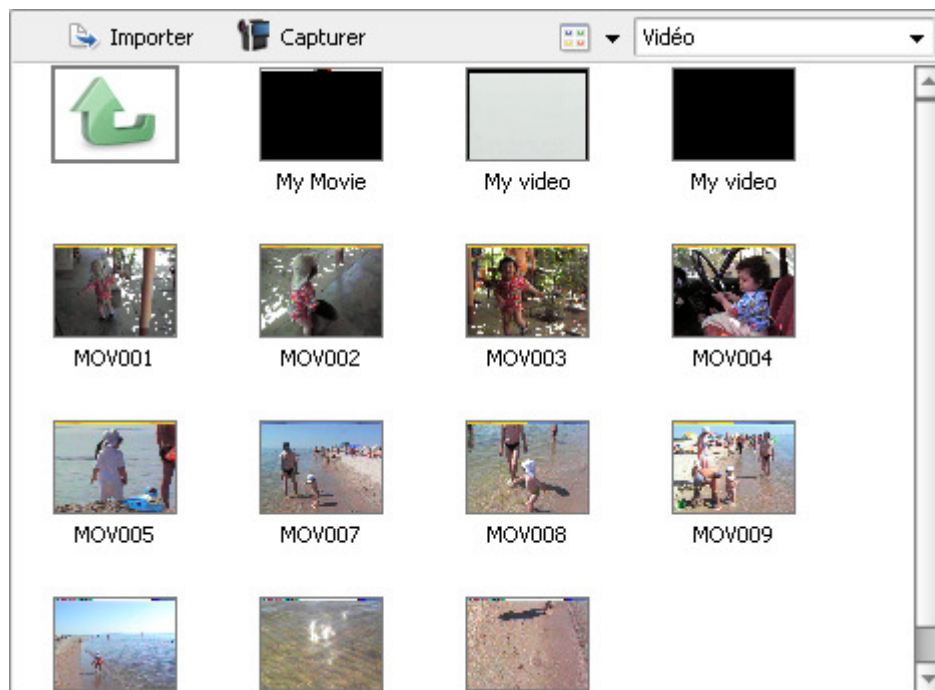 Importer Capturer Vidéo
My Movie My video My video
MOV001 MOV002 MOV003 MOV004
MOV005 MOV007 MOV008 MOV009